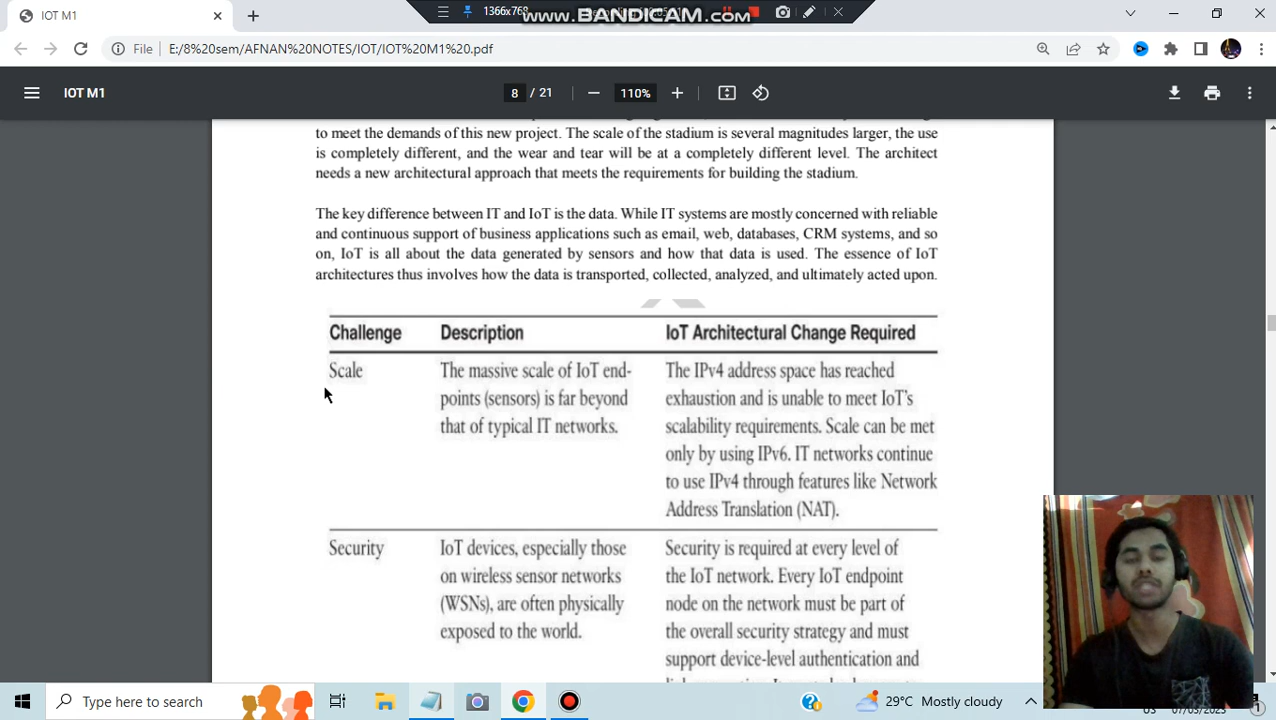 IOT M1
1366x768
www.BANDICAM.com
File E:/8%20sem/AFNAN%20NOTES/IOT/IOT%20M1%20.pdf
IOT M1
8 / 21
110%
to meet the demands of this new project. The scale of the stadium is several magnitudes larger, the use
is completely different, and the wear and tear will be at a completely different level. The architect
needs a new architectural approach that meets the requirements for building the stadium.
The key difference between IT and IoT is the data. While IT systems are mostly concerned with reliable
and continuous support of business applications such as email, web, databases, CRM systems, and so
on, IoT is all about the data generated by sensors and how that data is used. The essence of IoT
architectures thus involves how the data is transported, collected, analyzed, and ultimately acted upon.
Challenge Description IoT Architectural Change Required
Scale The massive scale of IoT end- The IPv4 address space has reached
points (sensors) is far beyond exhaustion and is unable to meet IoT's
that of typical IT networks. scalability requirements. Scale can be met
only by using IPv6. IT networks continue
to use IPv4 through features like Network
Address Translation (NAT).
Security IoT devices, especially those Security is required at every level of
on wireless sensor networks the IoT network. Every IoT endpoint
(WSNs), are often physically node on the network must be part of
exposed to the world. the overall security strategy and must
support device-level authentication and
Type here to search
29°C Mostly cloudy
07/03/2023